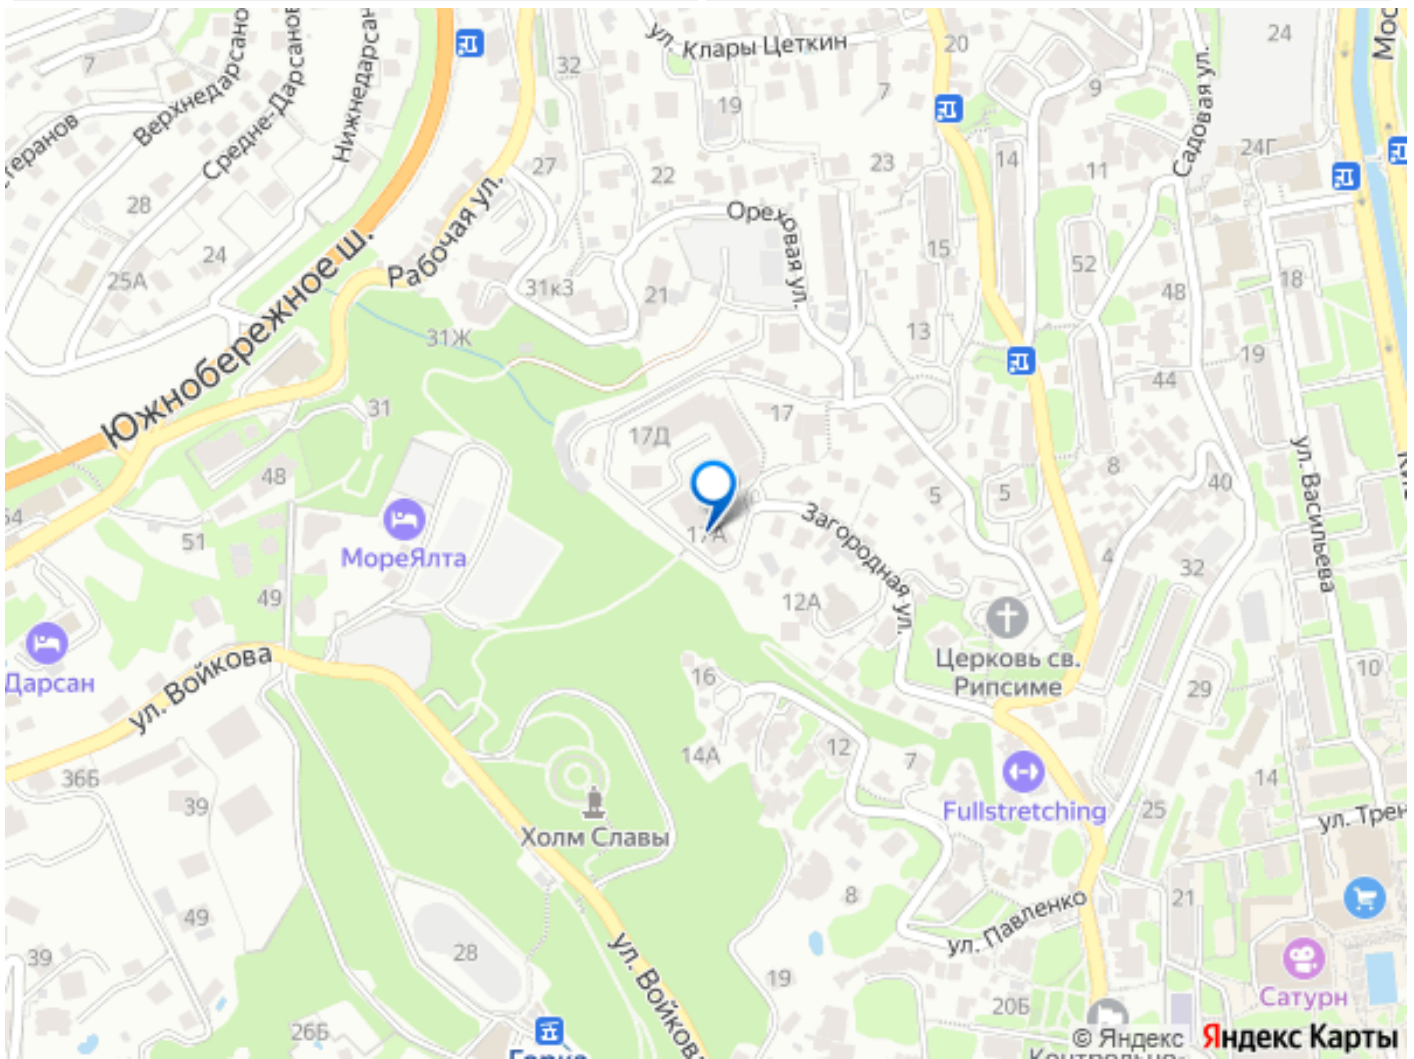 ул. Клары Цеткин
20
24
Мос
7
32
9
7
19
Верхнедарсано
Средне-Дарсанов
Нижнедарсан
Садовая ул.
теранов
24Г
27
22
23
14
11
28
Рабочая ул.
Ореховая ул.
24
15
52
25А
Южнобережное ш.
31к3
21
18
48
31Ж
13
19
44
31
17
17Д
8
48
5
5
40
ул. Васильева
54
МореЯлта
17А
Загородная ул.
51
4
32
49
12А
Церковь св.
Рипсиме
Дарсан
ул. Войкова
16
10
29
14А
12
7
36Б
39
14
Fullstretching
25
ул. Трен
Холм Славы
8
21
49
ул. Павленко
28
39
ул. Войкова
19
Сатурн
20Б
26Б
© Яндекс
Яндекс Карты